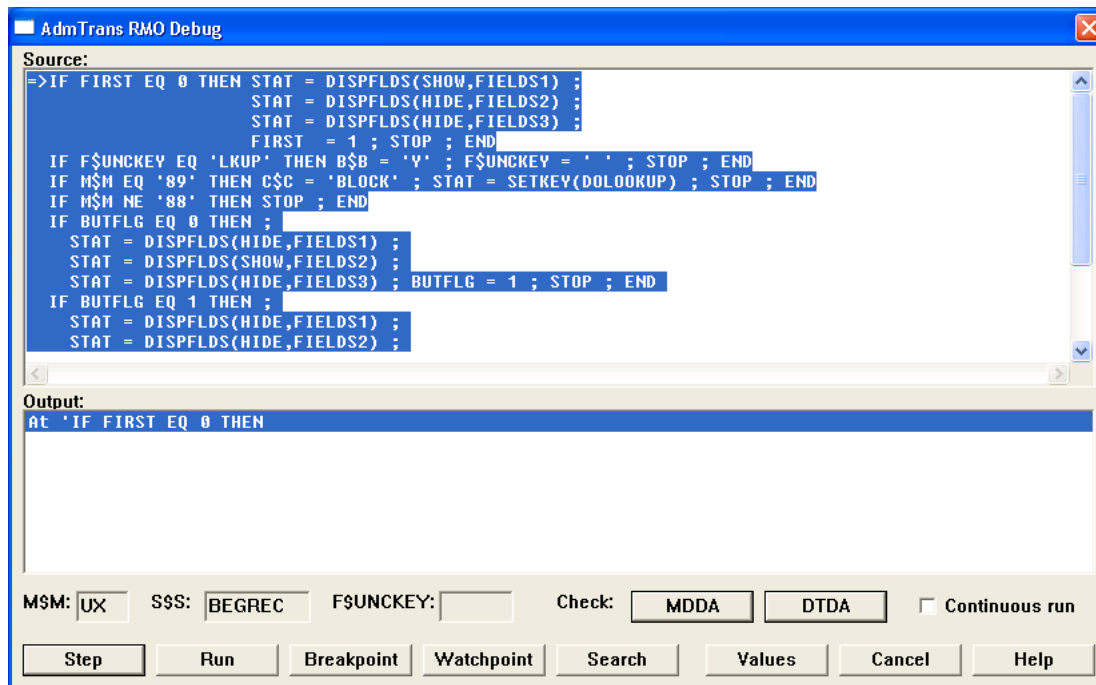 AdmTrans RMO Debug
Source:
=>IF FIRST EQ 0 THEN STAT = DISPFLDS(SHOW,FIELDS1) ;
STAT = DISPFLDS(HIDE,FIELDS2) ;
STAT = DISPFLDS(HIDE,FIELDS3) ;
FIRST  = 1 ; STOP ; END
IF F$UNCKEY EQ 'LKUP' THEN B$B = 'Y' ; F$UNCKEY = ' ' ; STOP ; END
IF M$M EQ '89' THEN C$C = 'BLOCK' ; STAT = SETKEY(DOLOOKUP) ; STOP ; END
IF M$M NE '88' THEN STOP ; END
IF BUTFLG EQ 0 THEN ;
STAT = DISPFLDS(HIDE,FIELDS1) ;
STAT = DISPFLDS(SHOW,FIELDS2) ;
STAT = DISPFLDS(HIDE,FIELDS3) ; BUTFLG = 1 ; STOP ; END
IF BUTFLG EQ 1 THEN ;
STAT = DISPFLDS(HIDE,FIELDS1) ;
STAT = DISPFLDS(HIDE,FIELDS2) ;
Output:
At 'IF FIRST EQ 0 THEN
M$M: UX S$S: BEGREC F$UNCKEY: Check: MDDA DTDA Continuous run
Step Run Breakpoint Watchpoint Search Values Cancel Help